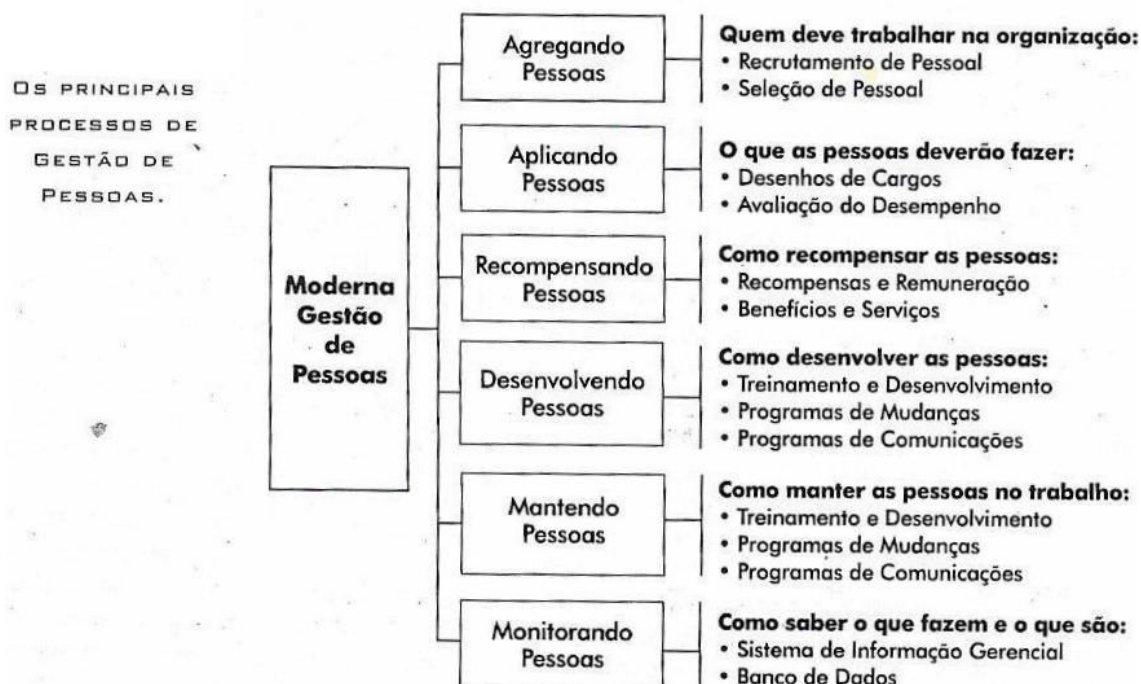 OS PRINCIPAIS
PROCESSOS DE
GESTÃO DE
PESSOAS.
Moderna
Gestão
de
Pessoas
Agregando
Pessoas
Quem deve trabalhar na organização:
• Recrutamento de Pessoal
• Seleção de Pessoal
Aplicando
Pessoas
O que as pessoas deverão fazer:
• Desenhos de Cargos
• Avaliação do Desempenho
Recompensando
Pessoas
Como recompensar as pessoas:
• Recompensas e Remuneração
• Benefícios e Serviços
Desenvolvendo
Pessoas
Como desenvolver as pessoas:
• Treinamento e Desenvolvimento
• Programas de Mudanças
• Programas de Comunicações
Mantendo
Pessoas
Como manter as pessoas no trabalho:
• Treinamento e Desenvolvimento
• Programas de Mudanças
• Programas de Comunicações
Monitorando
Pessoas
Como saber o que fazem e o que são:
• Sistema de Informação Gerencial
• Banco de Dados